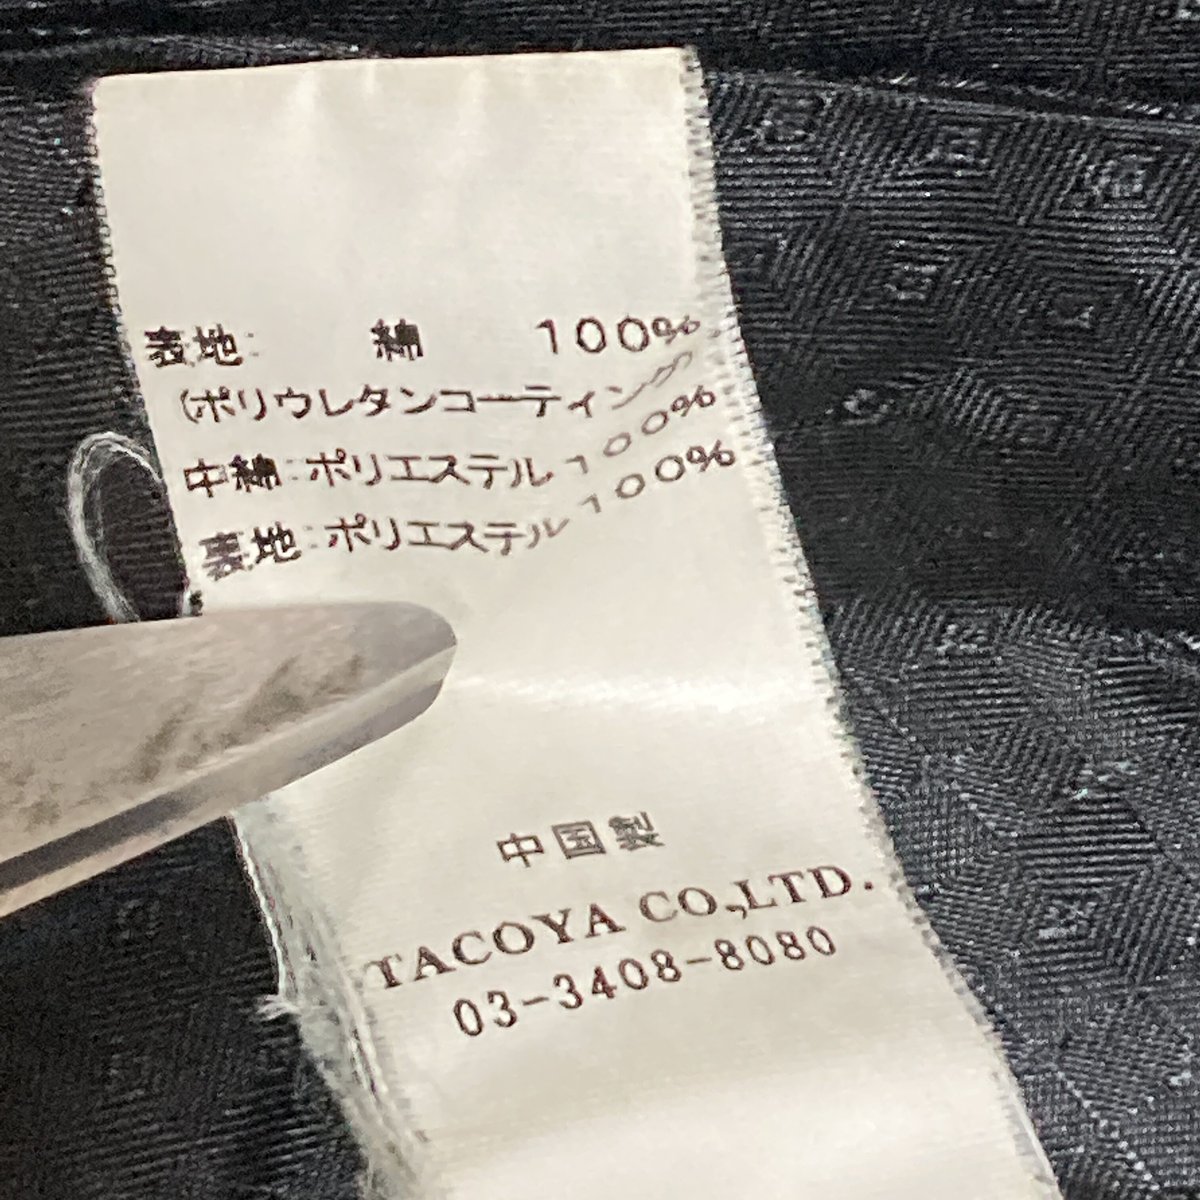 表地: 綿 100%
(ポリウレタンコーティング
中綿:ポリエステル 100%
裏地:ポリエステル 100%
中国製
TACOYA CO.,LTD.
03-3408-8080